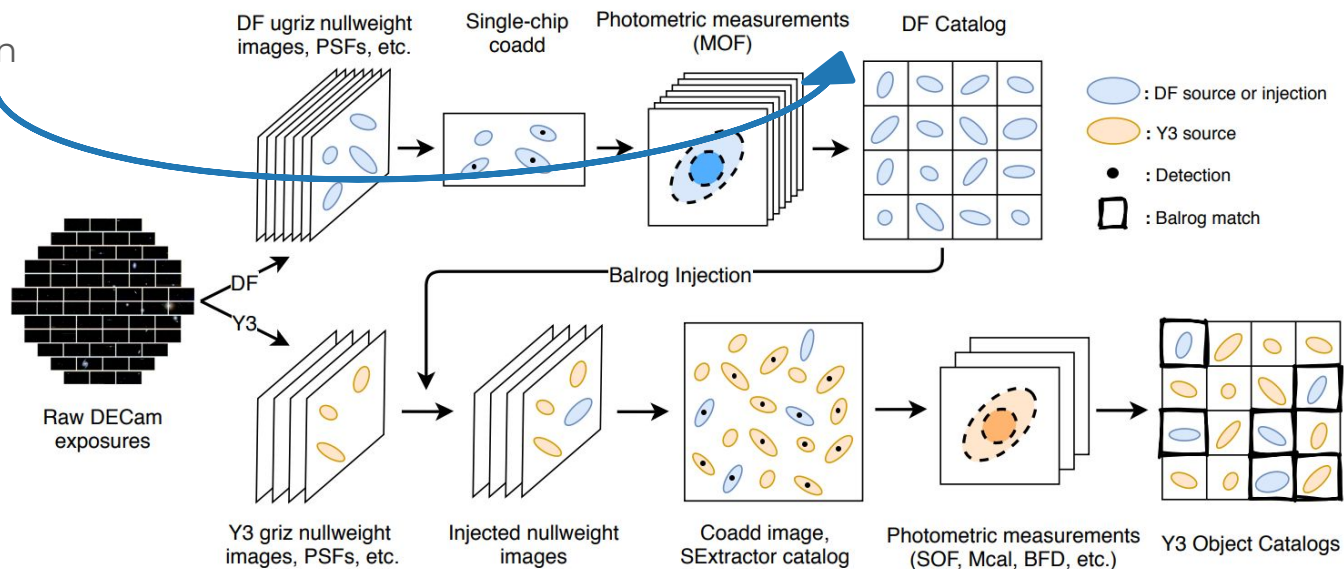 n
DF ugriz nullweight
images, PSFs, etc.
Single-chip
coadd
Photometric measurements
(MOF)
DF Catalog
: DF source or injection
: Y3 source
: Detection
: Balrog match
Balrog Injection
DF
Y3
Raw DECam
exposures
Y3 griz nullweight
images, PSFs, etc.
Injected nullweight
images
Coadd image,
SExtractor catalog
Photometric measurements
(SOF, Mcal, BFD, etc.)
Y3 Object Catalogs